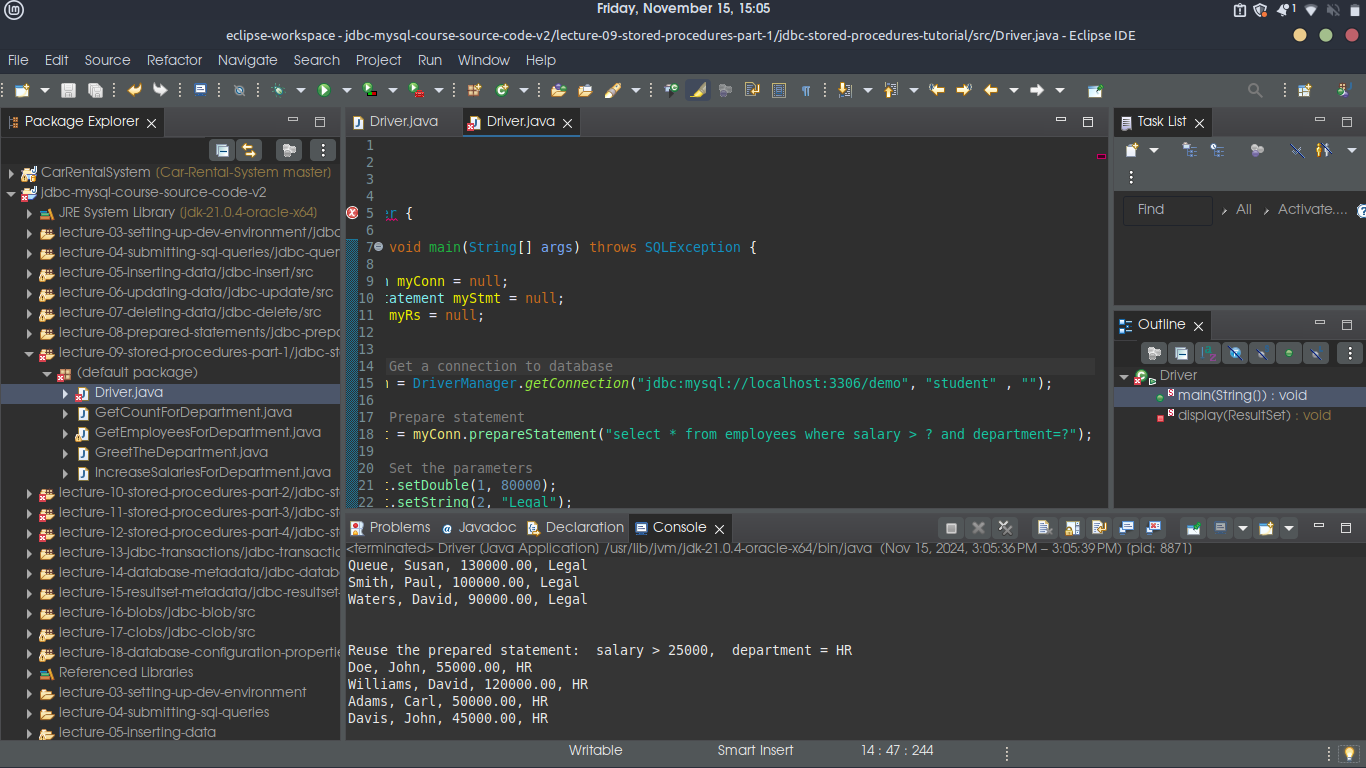 Friday, November 15, 15:05
1
eclipse-workspace - jdbc-mysql-course-source-code-v2/lecture-09-stored-procedures-part-1/jdbc-stored-procedures-tutorial/src/Driver.java - Eclipse IDE
File Edit Source Refactor Navigate Search Project Run Window Help
Package Explorer
CarRentalSystem [Car-Rental-System master]
jdbc-mysql-course-source-code-v2
JRE System Library [jdk-21.0.4-oracle-x64]
lecture-03-setting-up-dev-environment/jdbc
lecture-04-submitting-sql-queries/jdbc-quer
lecture-05-inserting-data/jdbc-insert/src
lecture-06-updating-data/jdbc-update/src
lecture-07-deleting-data/jdbc-delete/src
lecture-08-prepared-statements/jdbc-prepa
lecture-09-stored-procedures-part-1/jdbc-st
(default package)
Driver.java
GetCountForDepartment.java
GetEmployeesForDepartment.java
GreetTheDepartment.java
IncreaseSalariesForDepartment.java
lecture-10-stored-procedures-part-2/jdbc-st
lecture-11-stored-procedures-part-3/jdbc-st
lecture-12-stored-procedures-part-4/jdbc-st
lecture-13-jdbc-transactions/jdbc-transactic
lecture-14-database-metadata/jdbc-datab
lecture-15-resultset-metadata/jdbc-resultset-
lecture-16-blobs/jdbc-blob/src
lecture-17-clobs/jdbc-clob/src
lecture-18-database-configuration-propertie
Referenced Libraries
lecture-03-setting-up-dev-environment
lecture-04-submitting-sql-queries
lecture-05-inserting-data
Driver.java Driver.java
1
2
3
4
5 er {
6
7 void main(String[] args) throws SQLException {
8
9 n myConn = null;
10 tatement myStmt = null;
11 myRs = null;
12
13
14 Get a connection to database
15 n = DriverManager.getConnection("jdbc:mysql://localhost:3306/demo", "student" , "");
16
17 Prepare statement
18 t = myConn.prepareStatement("select * from employees where salary > ? and department=?");
19
20 Set the parameters
21 t.setDouble(1, 80000);
22 t.setString(2, "Legal");
Task List
Find All Activate....
Outline
Driver
main(String[]) : void
display(ResultSet) : void
Problems Javadoc Declaration Console
<terminated> Driver [Java Application] /usr/lib/jvm/jdk-21.0.4-oracle-x64/bin/java (Nov 15, 2024, 3:05:36 PM – 3:05:39 PM) [pid: 8871]
Queue, Susan, 130000.00, Legal
Smith, Paul, 100000.00, Legal
Waters, David, 90000.00, Legal
Reuse the prepared statement:  salary > 25000,  department = HR
Doe, John, 55000.00, HR
Williams, David, 120000.00, HR
Adams, Carl, 50000.00, HR
Davis, John, 45000.00, HR
Writable Smart Insert 14 : 47 : 244